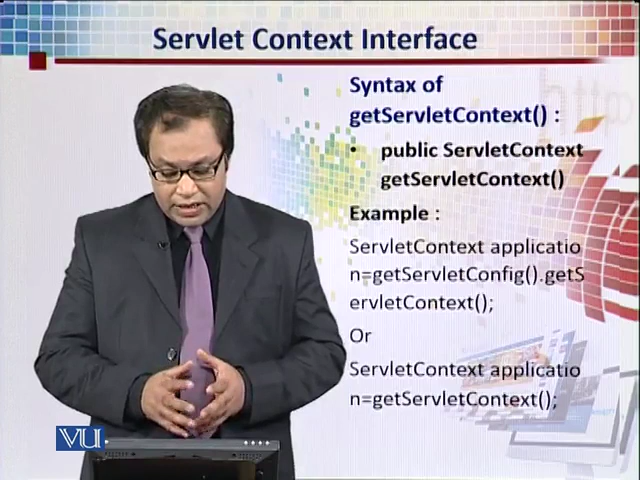 Servlet Context Interface
Syntax of
getServletContext() :
• public ServletContext
getServletContext()
Example :
ServletContext applicatio
n=getServletConfig().getS
ervletContext();
Or
ServletContext applicatio
n=getServletContext();
VU